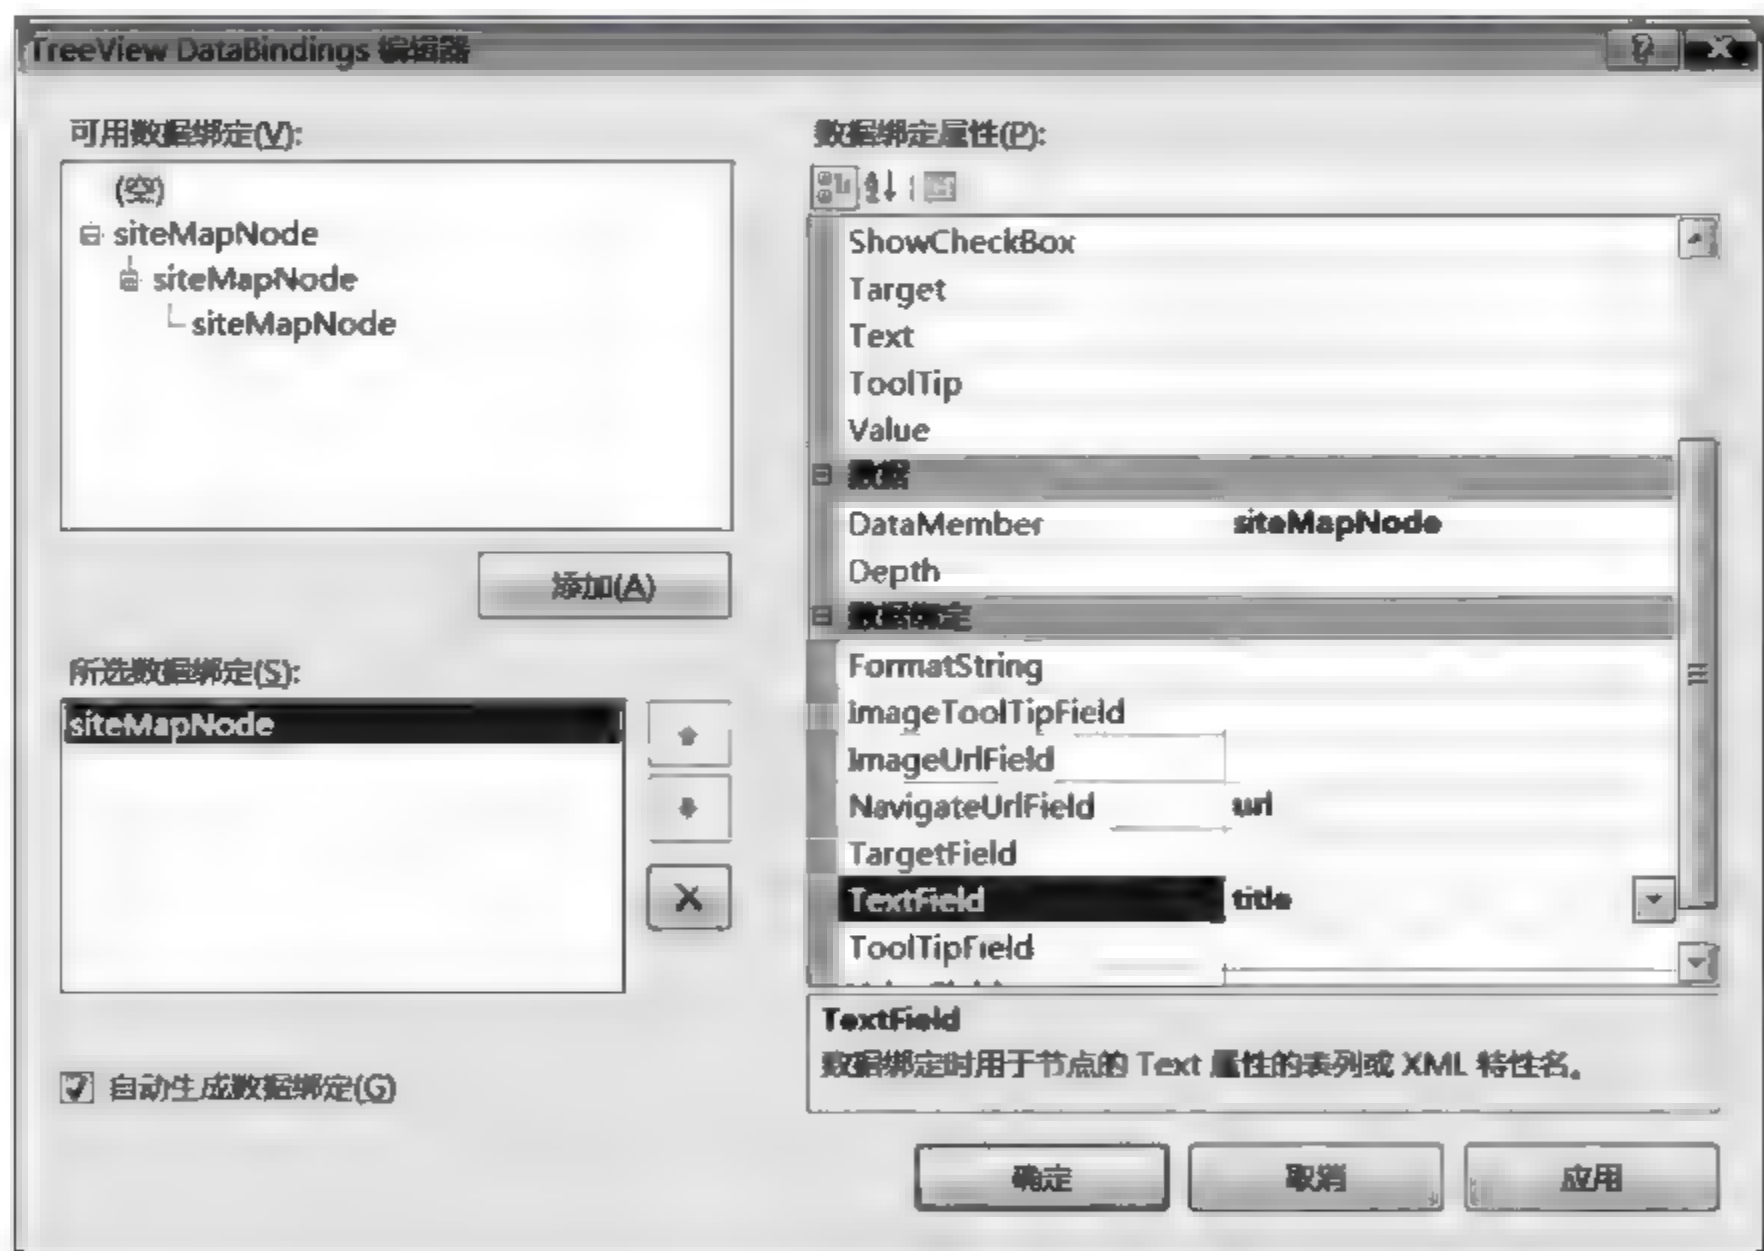 TreeView DataBindings 编辑器
可用数据绑定(V):
(空)
siteMapNode
siteMapNode
siteMapNode
添加(A)
所选数据绑定(S):
siteMapNode
自动生成数据绑定(G)
数据绑定属性(P):
ShowCheckBox
Target
Text
ToolTip
Value
数据
DataMember siteMapNode
Depth
数据绑定
FormatString
ImageToolTipField
ImageUrlField
NavigateUrlField url
TargetField
TextField title
ToolTipField
TextField
数据绑定时用于节点的 Text 属性的表列或 XML 特性名。
确定 取消 应用